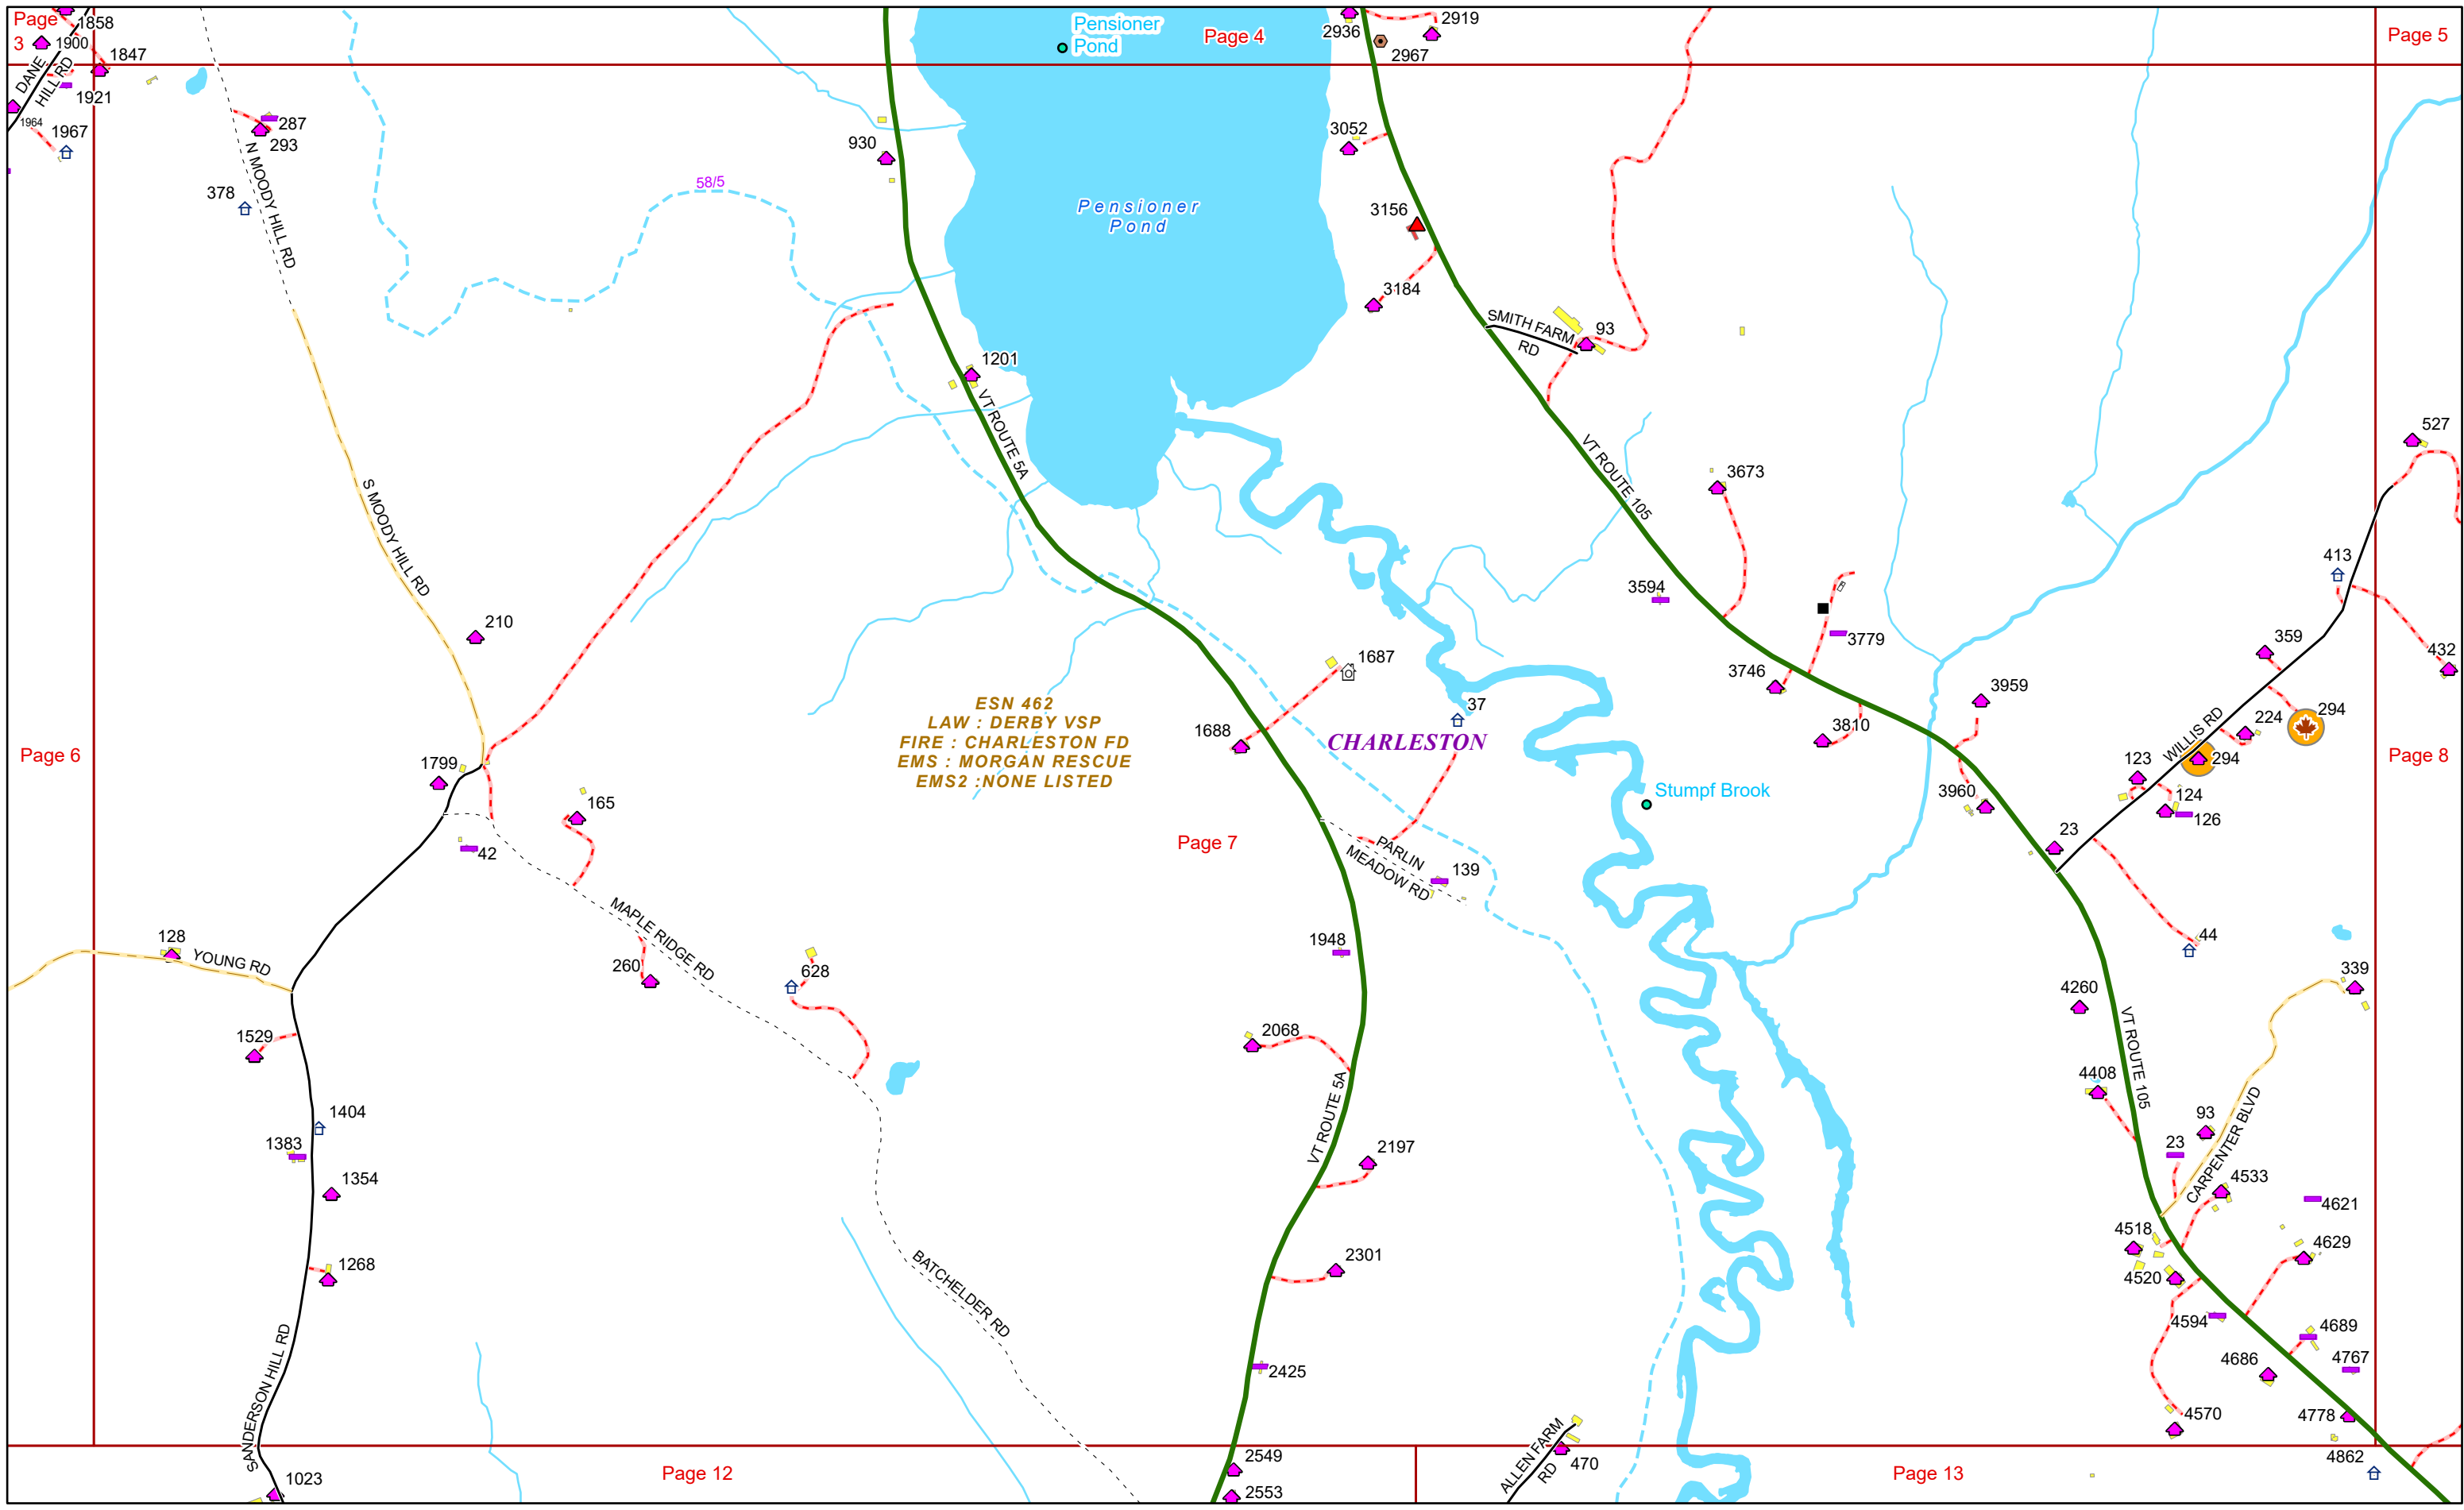 Page
3
1858
1900
1847
DANE
HILL RD
1921
1964
1967
287
293
N MOODY HILL RD
378
58/5
930
Pensioner
Pond
Page 4
2936
2919
2967
Page 5
3052
Pensioner
Pond
3156
3184
SMITH FARM
RD
93
1201
VT ROUTE 5A
VT ROUTE 105
3673
527
S MOODY HILL RD
210
3594
3779
413
359
432
1687
37
3746
3810
3959
WILLIS RD
224
294
ESN 462
LAW : DERBY VSP
FIRE : CHARLESTON FD
EMS : MORGAN RESCUE
EMS2 :NONE LISTED
1688
CHARLESTON
Page 6
1799
165
42
Stumpf Brook
3960
123
294
124
126
Page 8
23
Page 7
PARLIN
MEADOW RD
139
128
YOUNG RD
MAPLE RIDGE RD
260
628
1948
44
339
4260
1529
2068
VT ROUTE 105
4408
1404
1383
1354
VT ROUTE 5A
2197
93
23
CARPENTER BLVD
4533
4621
4518
4629
4520
1268
2301
BATCHELDER RD
4594
4689
4686
4767
SANDERSON HILL RD
2425
4570
4778
4862
2549
2553
1023
Page 12
ALLEN FARM
RD
470
Page 13